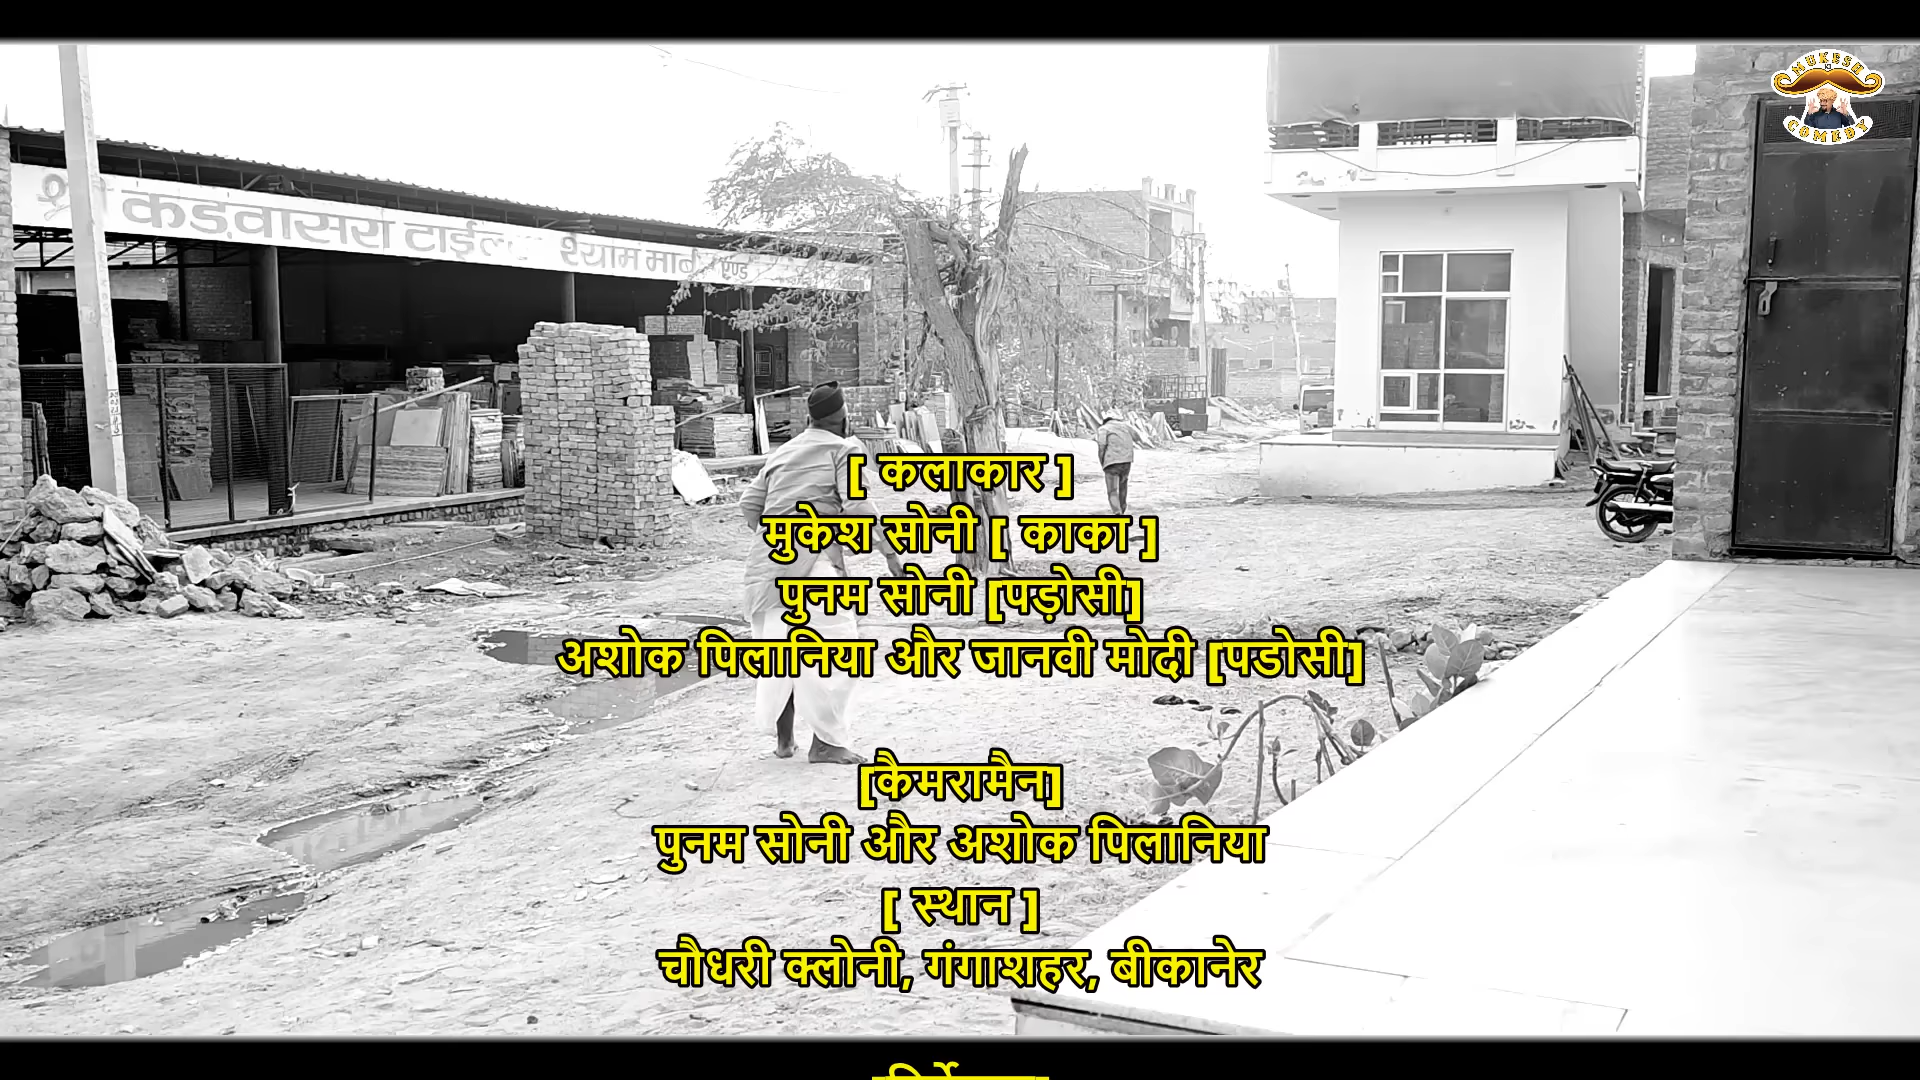 MUKESH
COMEDY
कड़वासरा टाईल्स श्याम मार्बल एण्ड
[ कलाकार ]
मुकेश सोनी [ काका ]
पुनम सोनी [पड़ोसी]
अशोक पिलानिया और जानवी मोदी [पडोसी]
[कैमरामैन]
पुनम सोनी और अशोक पिलानिया
[ स्थान ]
चौधरी क्लोनी, गंगाशहर, बीकानेर